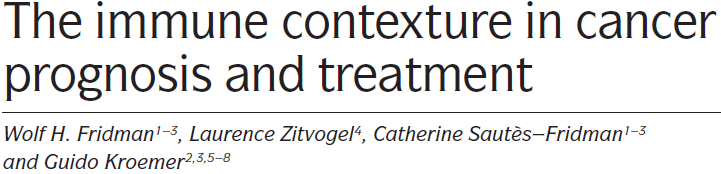 The immune contexture in cancer
prognosis and treatment
Wolf H. Fridman1–3, Laurence Zitvogel4, Catherine Sautès–Fridman1–3
and Guido Kroemer2,3,5–8